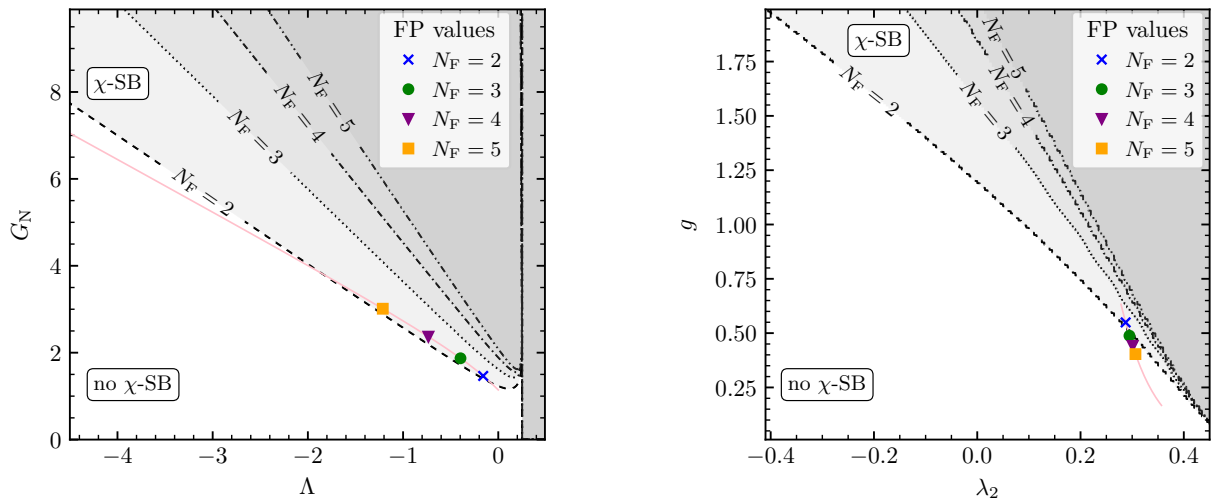 FP values
N_F = 2
N_F = 3
N_F = 4
N_F = 5
χ-SB
N_F = 5
N_F = 4
N_F = 3
N_F = 2
no χ-SB
G_N
8
6
4
2
0
−4
−3
−2
−1
0
Λ
FP values
N_F = 2
N_F = 3
N_F = 4
N_F = 5
χ-SB
N_F = 5
N_F = 4
N_F = 3
N_F = 2
no χ-SB
g
1.75
1.50
1.25
1.00
0.75
0.50
0.25
−0.4
−0.2
0.0
0.2
0.4
λ₂